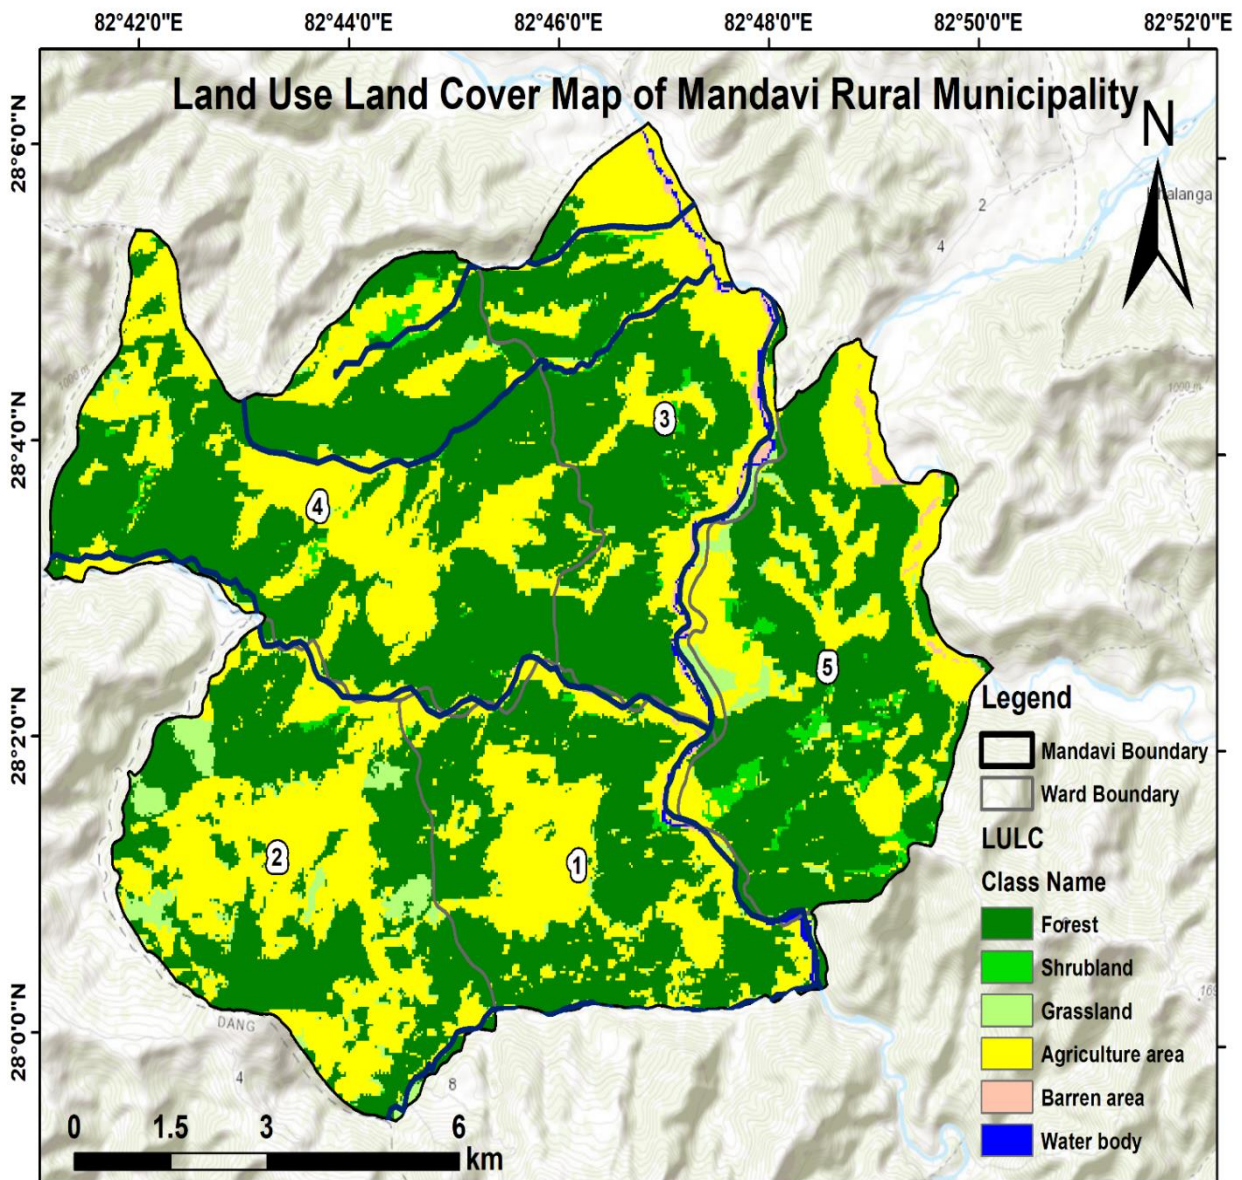 82°42'0"E 82°44'0"E 82°46'0"E 82°48'0"E 82°50'0"E 82°52'0"E
Land Use Land Cover Map of Mandavi Rural Municipality
N
28°6'0"N
28°4'0"N
28°2'0"N
28°0'0"N
2
4
1000 m
1000 m
3
4
5
2
1
DANG
4
8
Legend
Mandavi Boundary
Ward Boundary
LULC
Class Name
Forest
Shrubland
Grassland
Agriculture area
Barren area
Water body
0 1.5 3 6
km